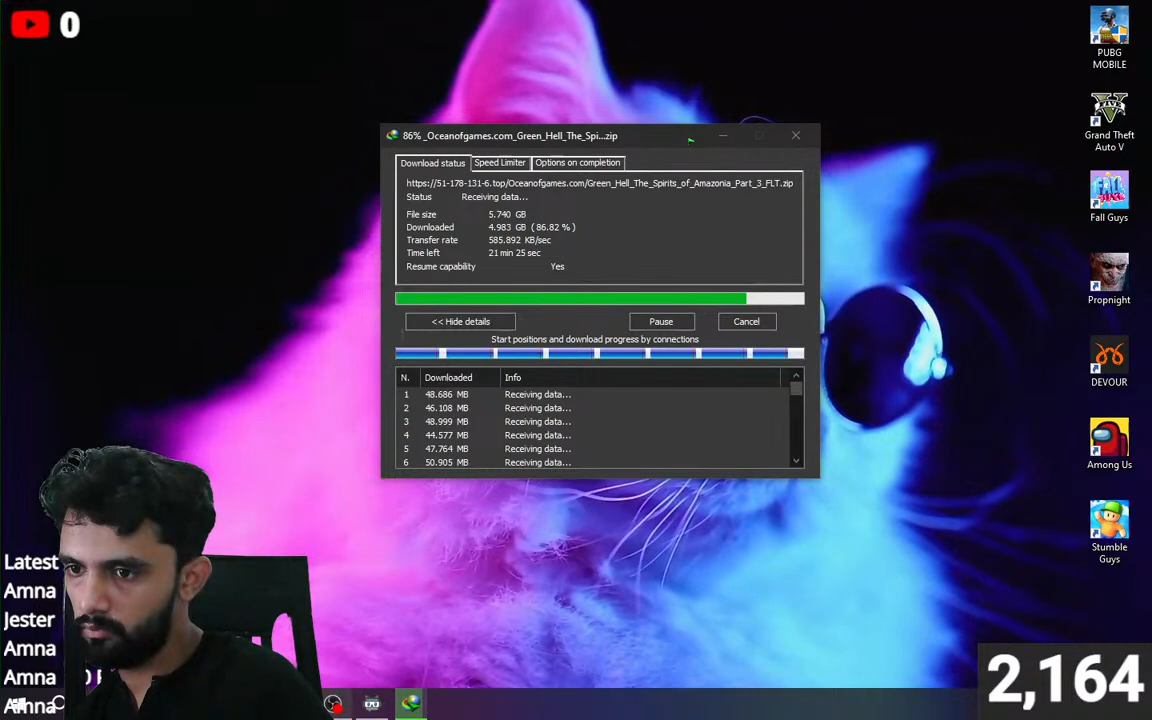 0
PUBG
MOBILE
Grand Theft
Auto V
Fall Guys
Propnight
DEVOUR
Among Us
Stumble
Guys
86% _Oceanofgames.com_Green_Hell_The_Spi...zip
Download status
Speed Limiter
Options on completion
https://51-178-131-6.top/Oceanofgames.com/Green_Hell_The_Spirits_of_Amazonia_Part_3_FLT.zip
Status Receiving data...
File size 5.740 GB
Downloaded 4.983 GB ( 86.82 % )
Transfer rate 585.892 KB/sec
Time left 21 min 25 sec
Resume capability Yes
<< Hide details
Pause
Cancel
Start positions and download progress by connections
N. Downloaded Info
1 48.686 MB Receiving data...
2 46.108 MB Receiving data...
3 48.999 MB Receiving data...
4 44.577 MB Receiving data...
5 47.764 MB Receiving data...
6 50.905 MB Receiving data...
Latest
Amna
Jester
Amna
Amna
Amna
2,164